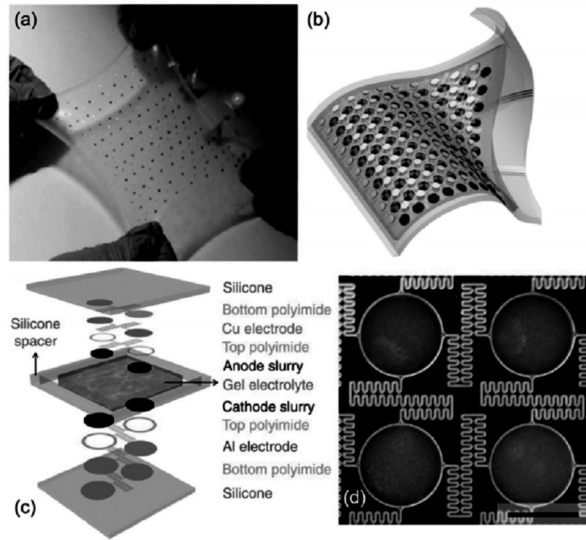 (a)
(b)
Silicone
Bottom polyimide
Cu electrode
Top polyimide
Silicone spacer
Anode slurry
Gel electrolyte
Cathode slurry
Top polyimide
Al electrode
Bottom polyimide
Silicone
(c)
(d)